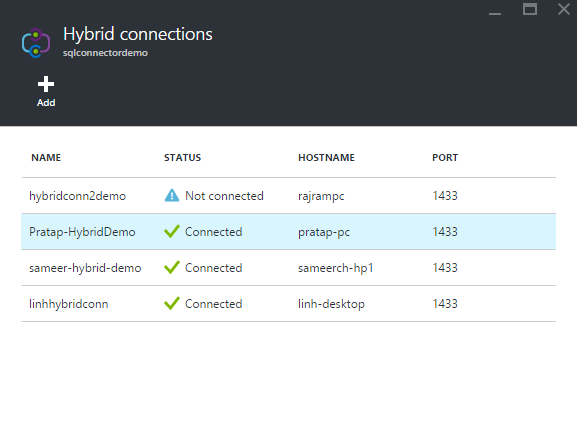 Hybrid connections
sqlconnectordemo
Add
NAME STATUS HOSTNAME PORT
hybridconn2demo Not connected rajrampc 1433
Pratap-HybridDemo Connected pratap-pc 1433
sameer-hybrid-demo Connected sameerch-hp1 1433
linhhybridconn Connected linh-desktop 1433